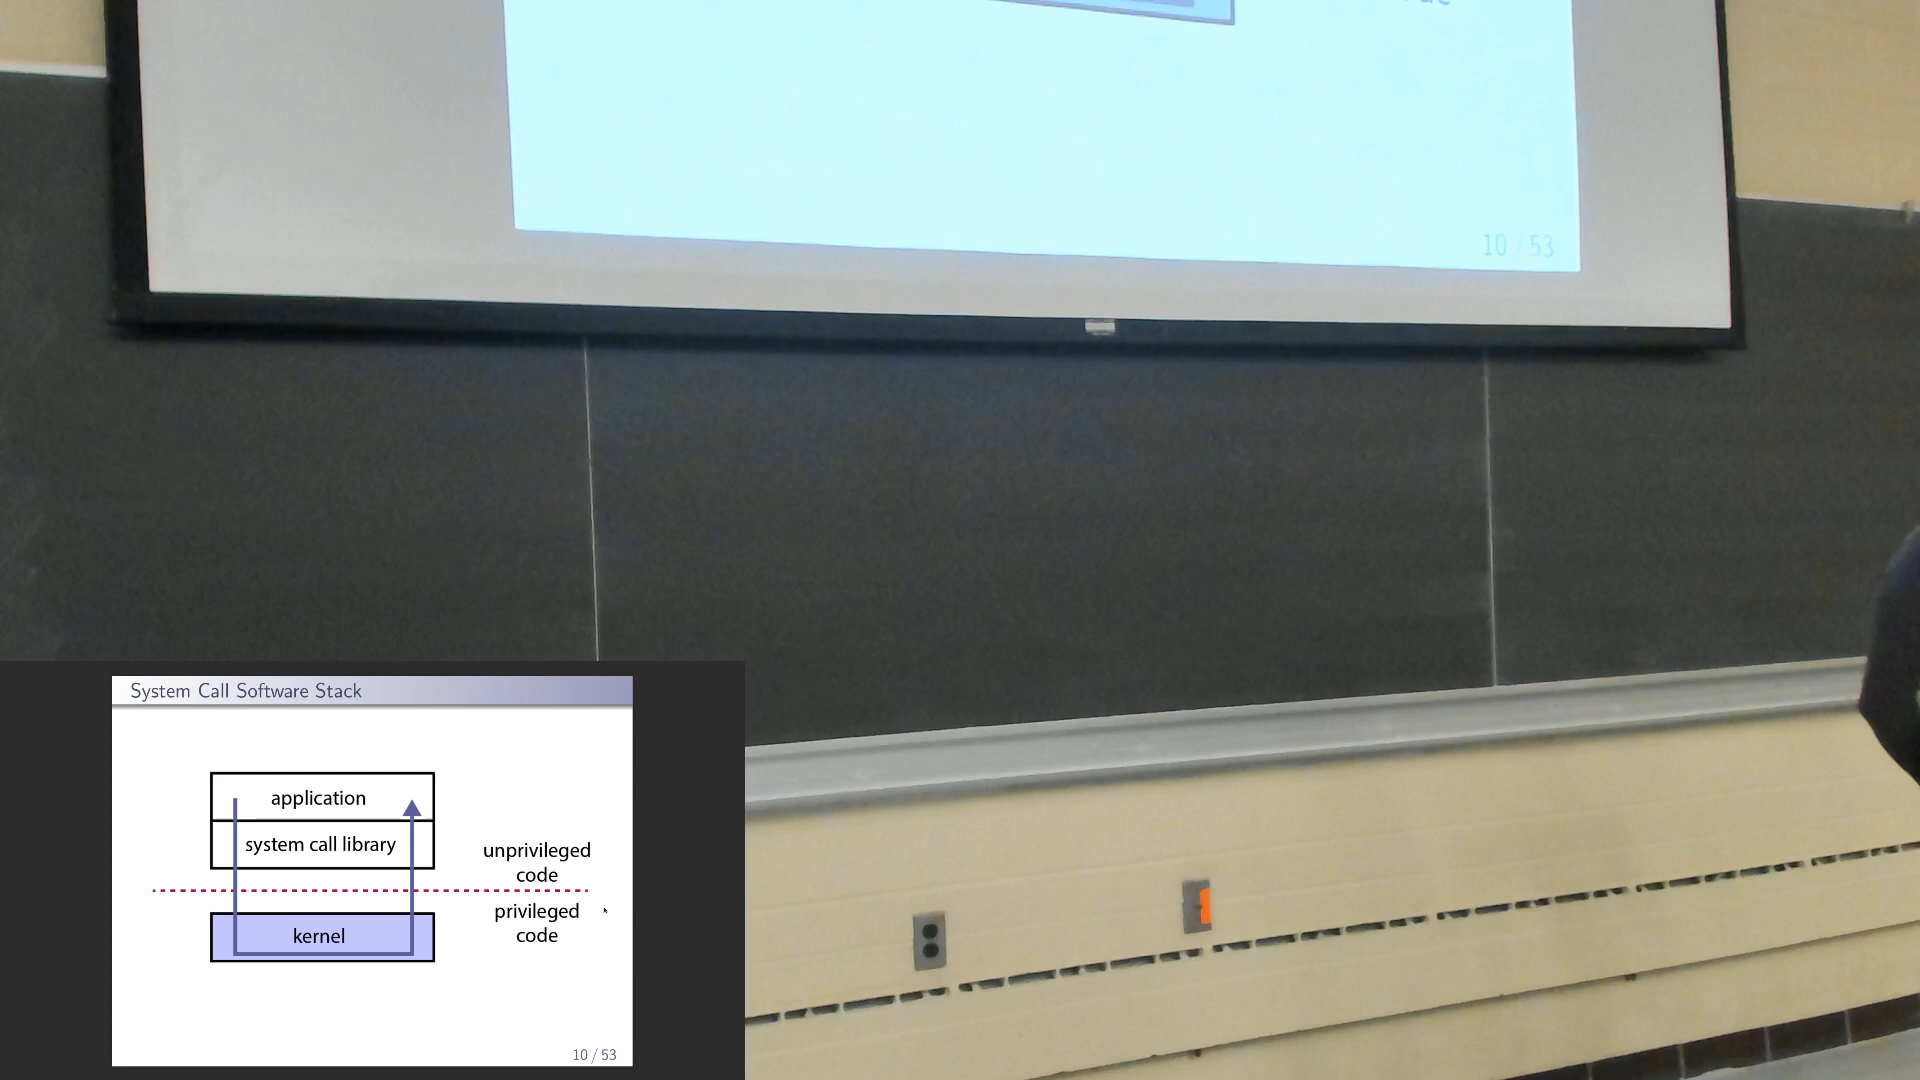 10 / 53
System Call Software Stack
application
system call library
unprivileged
code
privileged
code
kernel
10 / 53